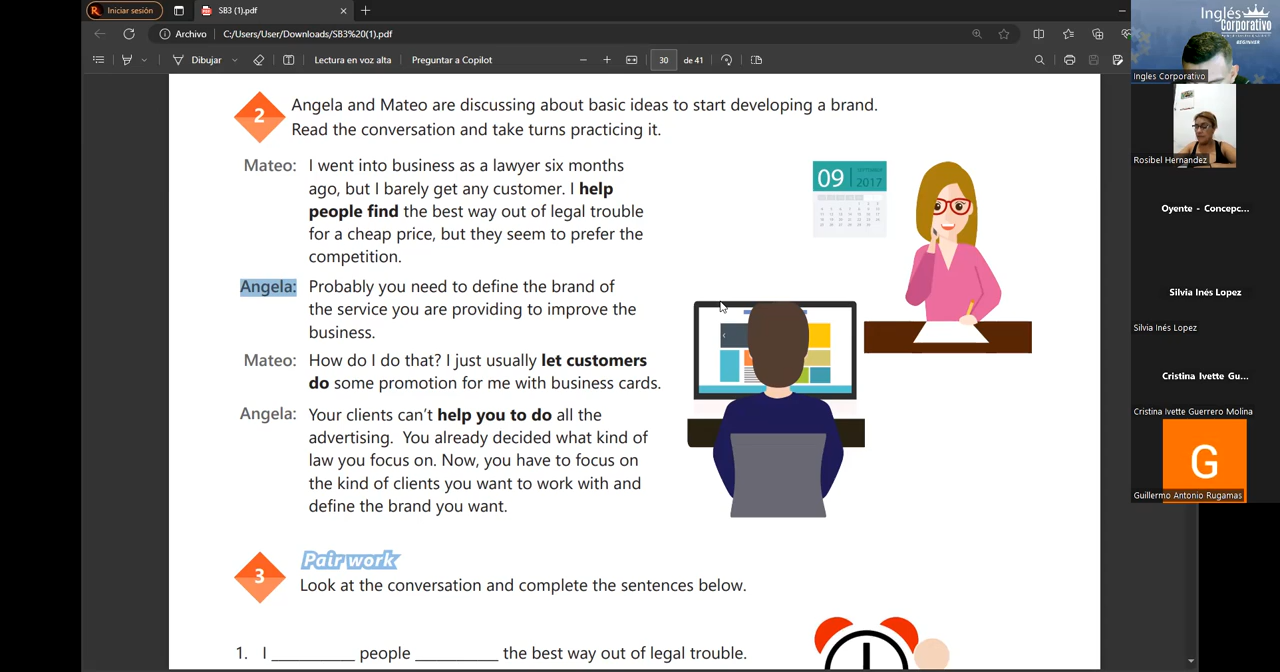 Iniciar sesión
SB3 (1).pdf
Archivo
C:/Users/User/Downloads/SB3%20(1).pdf
Dibujar
Lectura en voz alta
Preguntar a Copilot
30
de 41
2
Angela and Mateo are discussing about basic ideas to start developing a brand.
Read the conversation and take turns practicing it.
Mateo: I went into business as a lawyer six months
ago, but I barely get any customer. I help
people find the best way out of legal trouble
for a cheap price, but they seem to prefer the
competition.
Angela: Probably you need to define the brand of
the service you are providing to improve the
business.
Mateo: How do I do that? I just usually let customers
do some promotion for me with business cards.
Angela: Your clients can't help you to do all the
advertising. You already decided what kind of
law you focus on. Now, you have to focus on
the kind of clients you want to work with and
define the brand you want.
09
2017
3
Pair work
Look at the conversation and complete the sentences below.
1. I __________ people __________ the best way out of legal trouble.
Inglés
Corporativo
BEGINNER
Ingles Corporativo
Rosibel Hernandez
Oyente - Concepc...
Silvia Inés Lopez
Silvia Inés Lopez
Cristina Ivette Gu...
Cristina Ivette Guerrero Molina
G
Guillermo Antonio Rugamas